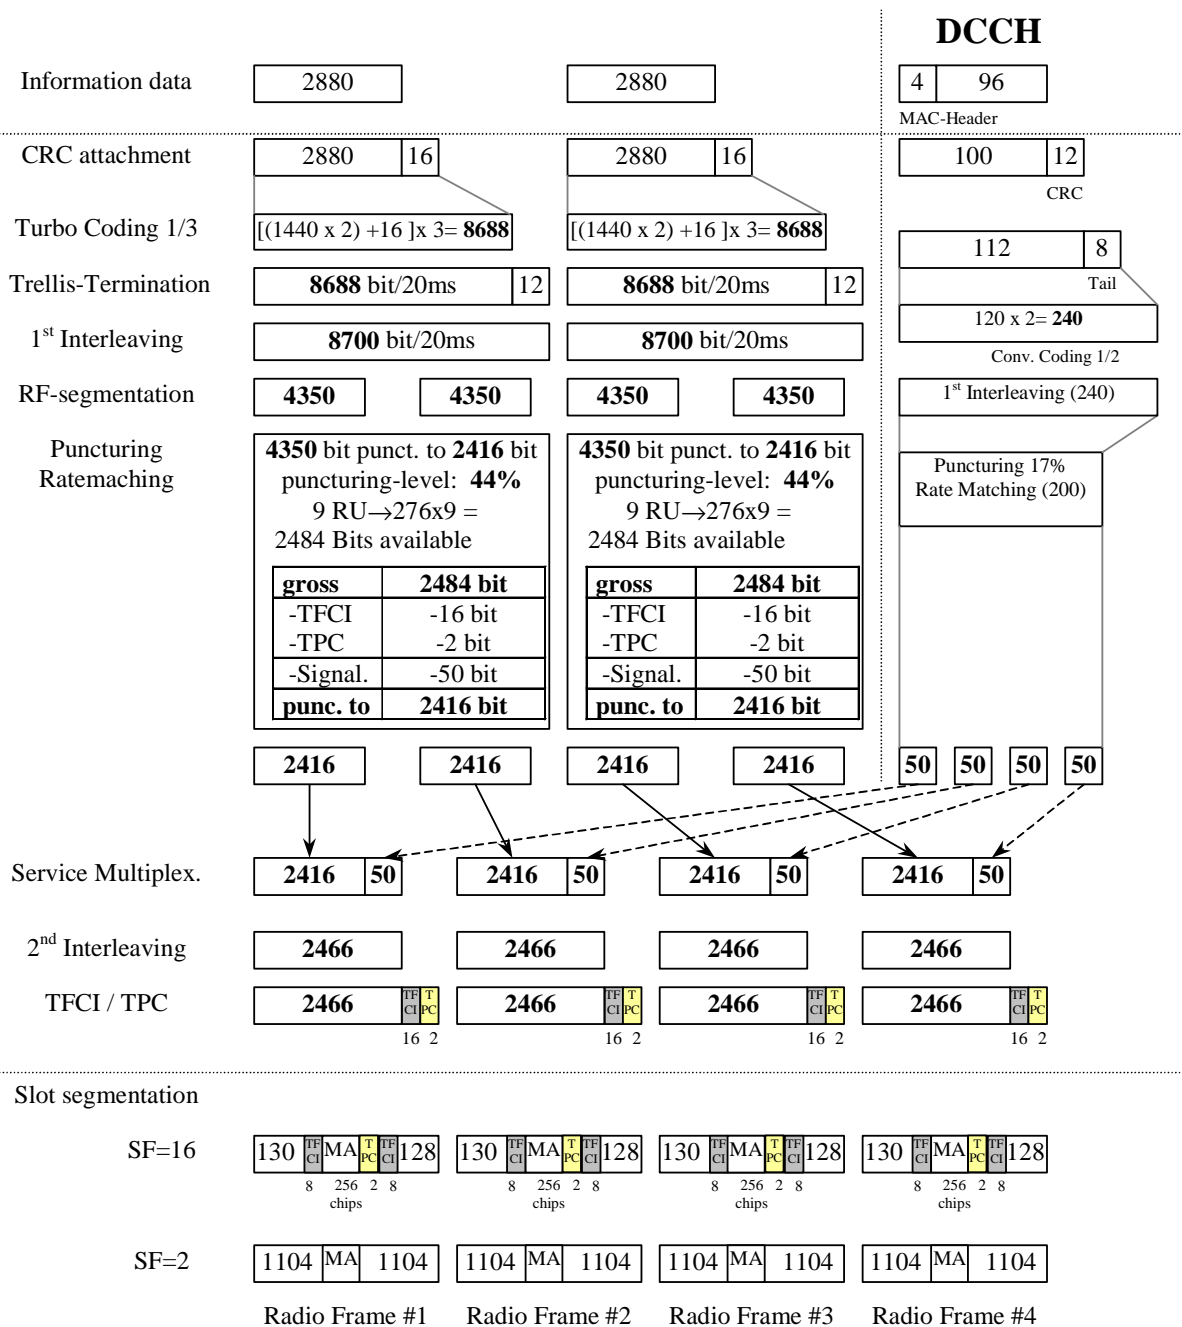 DCCH
Information data 2880 2880 4 96
MAC-Header
CRC attachment 2880 16 2880 16 100 12
CRC
Turbo Coding 1/3 [(1440 x 2) +16 ]x 3= 8688 [(1440 x 2) +16 ]x 3= 8688
112 8
Tail
Trellis-Termination 8688 bit/20ms 12 8688 bit/20ms 12
120 x 2= 240
Conv. Coding 1/2
1st Interleaving 8700 bit/20ms 8700 bit/20ms
RF-segmentation 4350 4350 4350 4350 1st Interleaving (240)
Puncturing
Ratemaching
4350 bit punct. to 2416 bit
puncturing-level: 44%
9 RU→276x9 =
2484 Bits available
gross 2484 bit
-TFCI -16 bit
-TPC -2 bit
-Signal. -50 bit
punc. to 2416 bit
4350 bit punct. to 2416 bit
puncturing-level: 44%
9 RU→276x9 =
2484 Bits available
gross 2484 bit
-TFCI -16 bit
-TPC -2 bit
-Signal. -50 bit
punc. to 2416 bit
Puncturing 17%
Rate Matching (200)
2416 2416 2416 2416 50 50 50 50
Service Multiplex. 2416 50 2416 50 2416 50 2416 50
2nd Interleaving 2466 2466 2466 2466
TFCI / TPC 2466 TFCI TPC 2466 TFCI TPC 2466 TFCI TPC 2466 TFCI TPC
16 2 16 2 16 2 16 2
Slot segmentation
SF=16 130 TFCI MA TPC TFCI 128 130 TFCI MA TPC TFCI 128 130 TFCI MA TPC TFCI 128 130 TFCI MA TPC TFCI 128
8 256 2 8 8 256 2 8 8 256 2 8 8 256 2 8
chips chips chips chips
SF=2 1104 MA 1104 1104 MA 1104 1104 MA 1104 1104 MA 1104
Radio Frame #1 Radio Frame #2 Radio Frame #3 Radio Frame #4